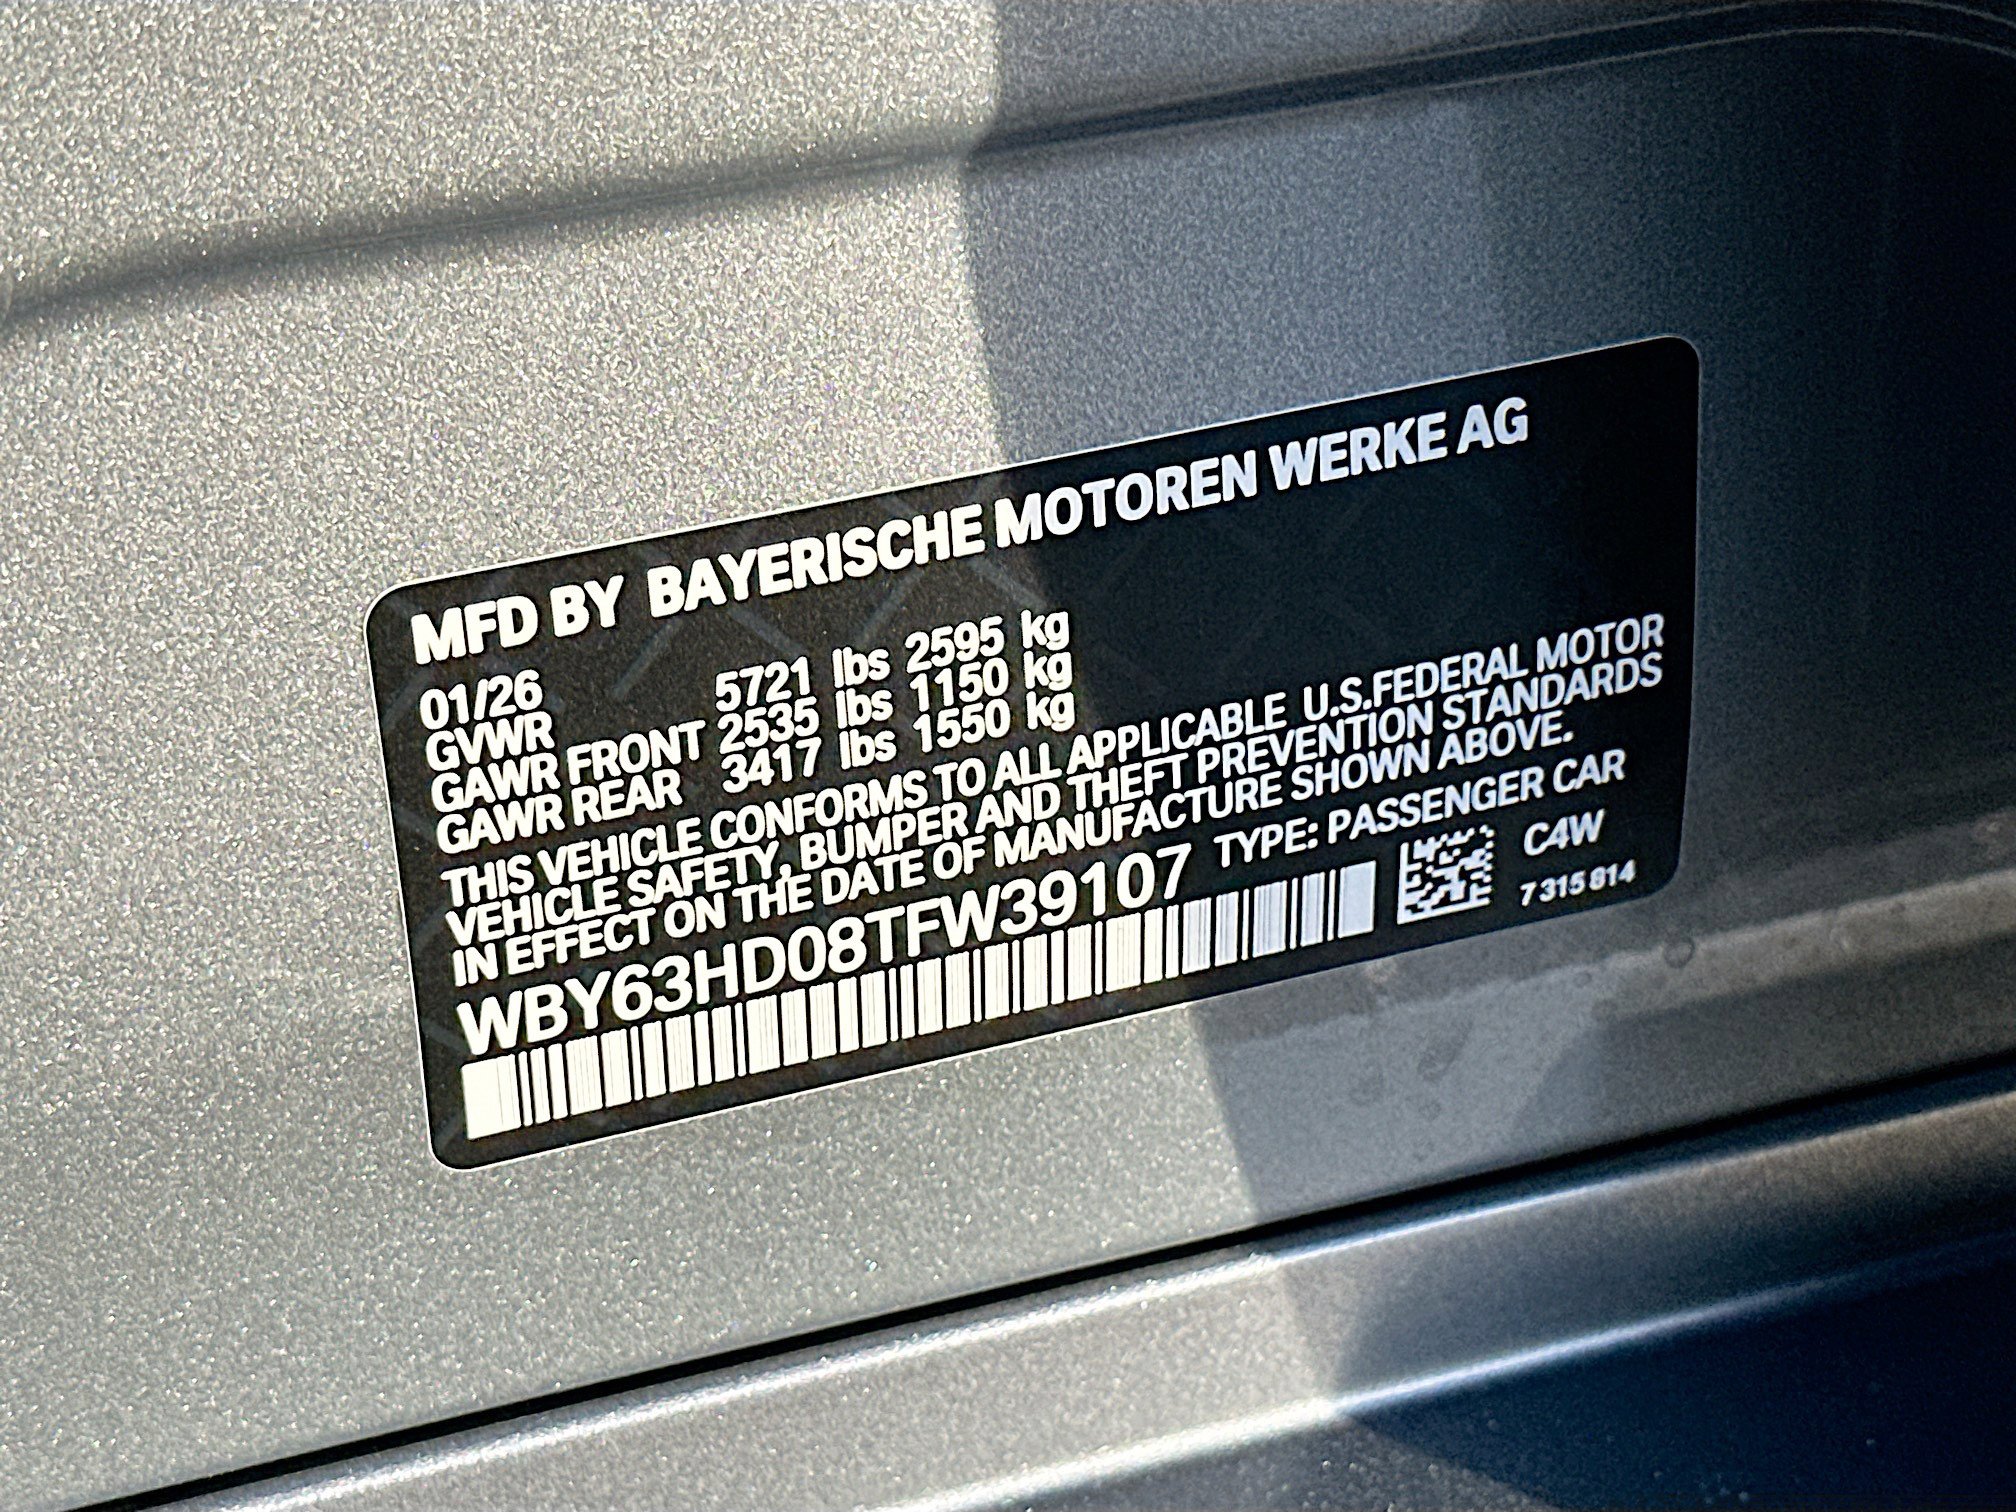 MFD BY BAYERISCHE MOTOREN WERKE AG
01/26
GVWR 5721 lbs 2595 kg
GAWR FRONT 2535 lbs 1150 kg
GAWR REAR 3417 lbs 1550 kg
THIS VEHICLE CONFORMS TO ALL APPLICABLE U.S.FEDERAL MOTOR
VEHICLE SAFETY, BUMPER AND THEFT PREVENTION STANDARDS
IN EFFECT ON THE DATE OF MANUFACTURE SHOWN ABOVE.
WBY63HD08TFW39107 TYPE: PASSENGER CAR
C4W
7 315 814